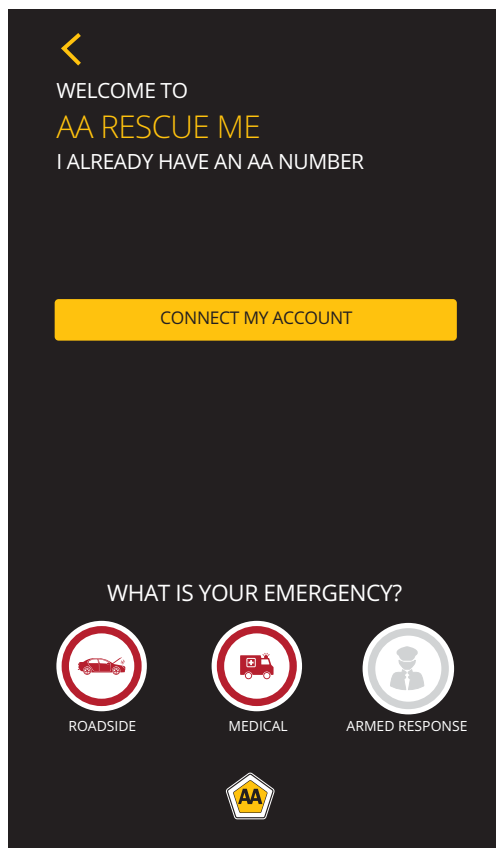 WELCOME TO
AA RESCUE ME
I ALREADY HAVE AN AA NUMBER
CONNECT MY ACCOUNT
WHAT IS YOUR EMERGENCY?
ROADSIDE
MEDICAL
ARMED RESPONSE
AA